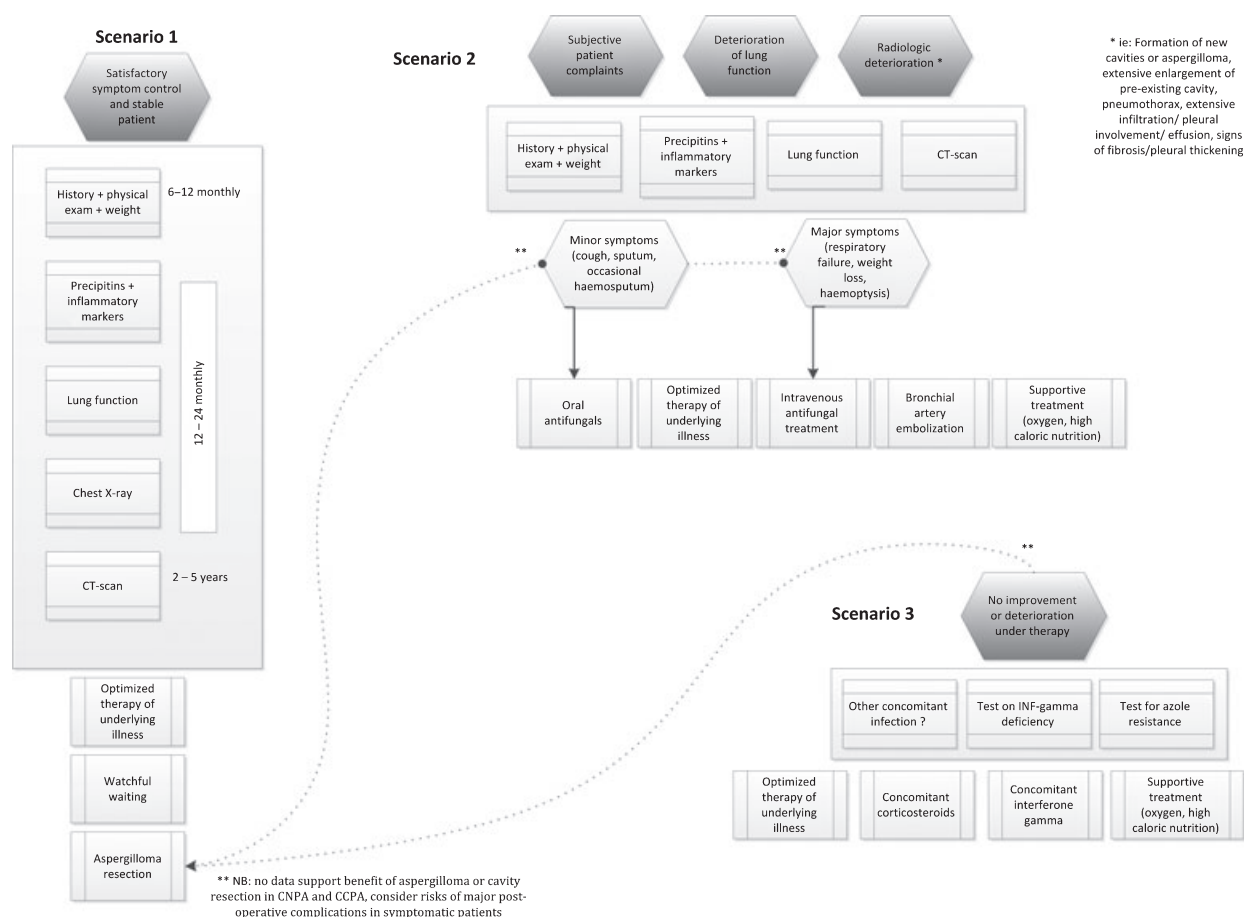 Scenario 1
Satisfactory
symptom control
and stable
patient
History + physical
exam + weight
6–12 monthly
Precipitins +
inflammatory
markers
Lung function
Chest X-ray
12 – 24 monthly
CT-scan
2 – 5 years
Optimized
therapy of
underlying
illness
Watchful
waiting
Aspergilloma
resection
** NB: no data support benefit of aspergilloma or cavity
resection in CNPA and CCPA, consider risks of major post-
operative complications in symptomatic patients
Scenario 2
Subjective
patient
complaints
Deterioration
of lung
function
Radiologic
deterioration *
* ie: Formation of new
cavities or aspergilloma,
extensive enlargement of
pre-existing cavity,
pneumothorax, extensive
infiltration/ pleural
involvement/ effusion, signs
of fibrosis/pleural thickening
History + physical
exam + weight
Precipitins +
inflammatory
markers
Lung function
CT-scan
**
Minor symptoms
(cough, sputum,
occasional
haemosputum)
**
Major symptoms
(respiratory
failure, weight
loss,
haemoptysis)
Oral
antifungals
Optimized
therapy of
underlying
illness
Intravenous
antifungal
treatment
Bronchial
artery
embolization
Supportive
treatment
(oxygen, high
caloric nutrition)
Scenario 3
**
No improvement
or deterioration
under therapy
Other concomitant
infection ?
Test on INF-gamma
deficiency
Test for azole
resistance
Optimized
therapy of
underlying
illness
Concomitant
corticosteroids
Concomitant
interferone
gamma
Supportive
treatment
(oxygen, high
caloric nutrition)